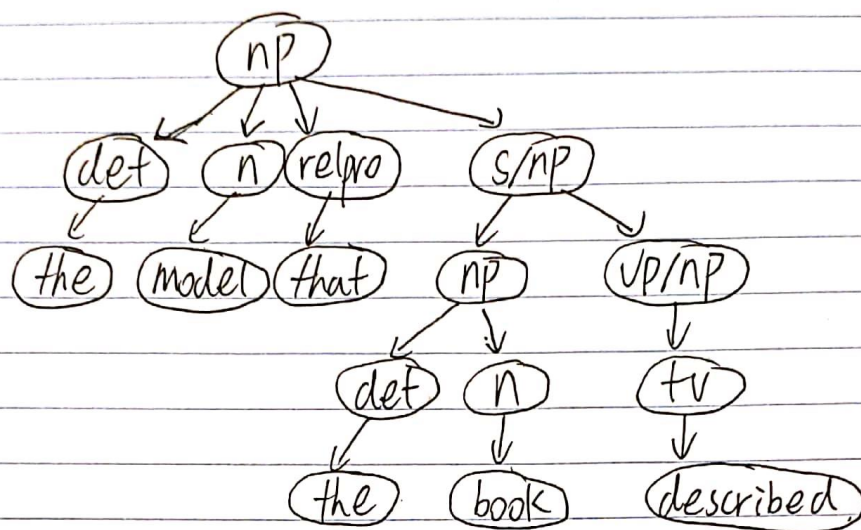 np
det n relpro s/np
the model that np vp/np
det n tv
the book described